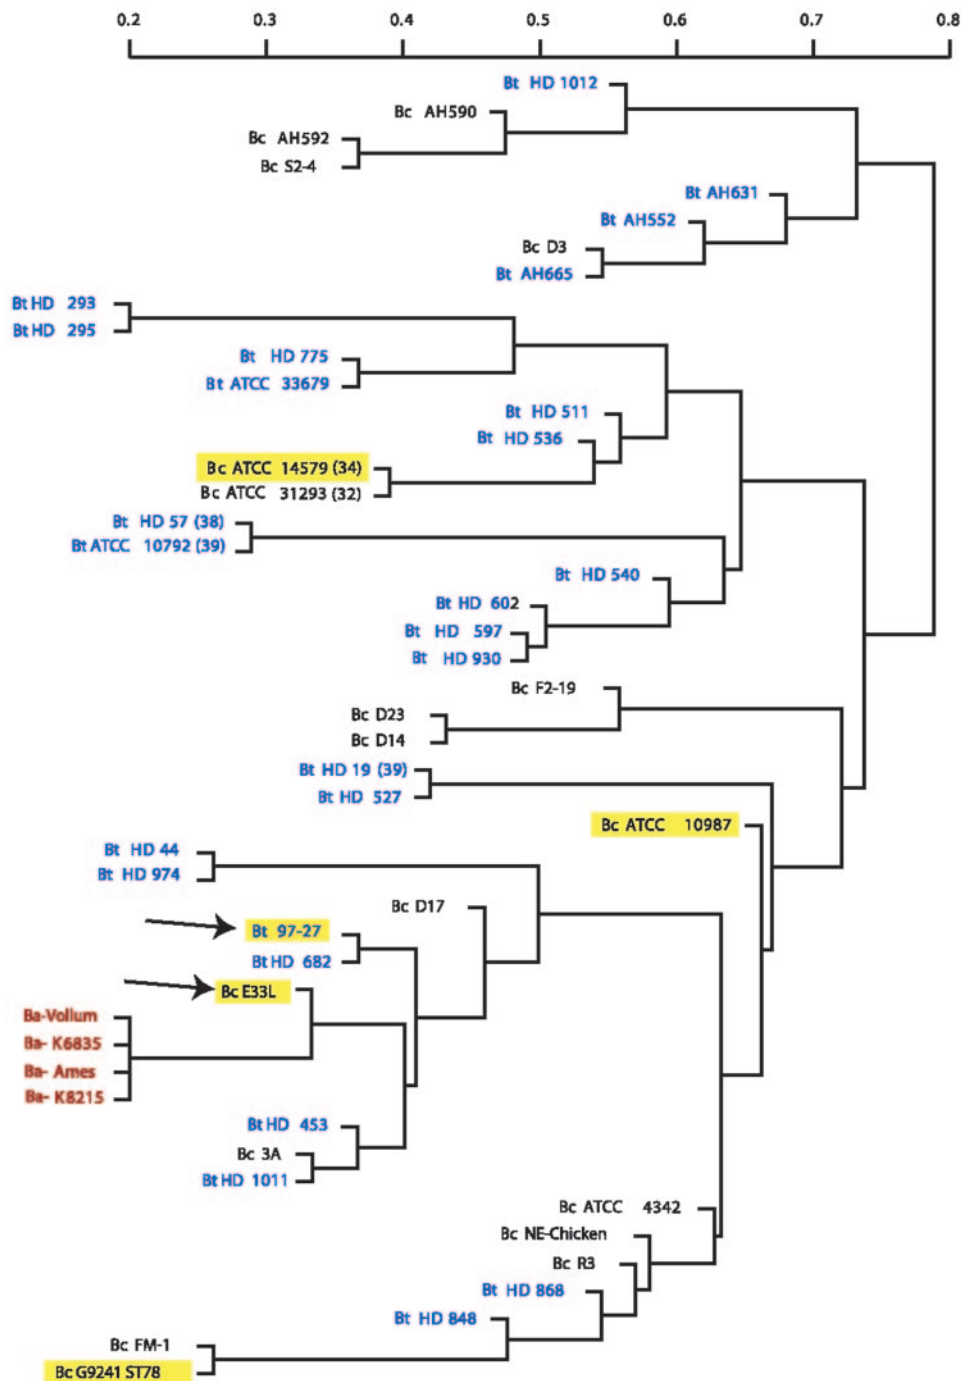 0.2 0.3 0.4 0.5 0.6 0.7 0.8
Bt HD 1012
Bc AH590
Bc AH592
Bc S2-4
Bt AH631
Bt AH552
Bc D3
Bt AH665
Bt HD 293
Bt HD 295
Bt HD 775
Bt ATCC 33679
Bt HD 511
Bt HD 536
Bc ATCC 14579 (34)
Bc ATCC 31293 (32)
Bt HD 57 (38)
Bt ATCC 10792 (39)
Bt HD 540
Bt HD 602
Bt HD 597
Bt HD 930
Bc F2-19
Bc D23
Bc D14
Bt HD 19 (39)
Bt HD 527
Bc ATCC 10987
Bt HD 44
Bt HD 974
Bc D17
Bt 97-27
Bt HD 682
Bc E33L
Ba-Vollum
Ba- K6835
Ba- Ames
Ba- K8215
Bt HD 453
Bc 3A
Bt HD 1011
Bc ATCC 4342
Bc NE-Chicken
Bc R3
Bt HD 868
Bt HD 848
Bc FM-1
Bc G9241 ST78